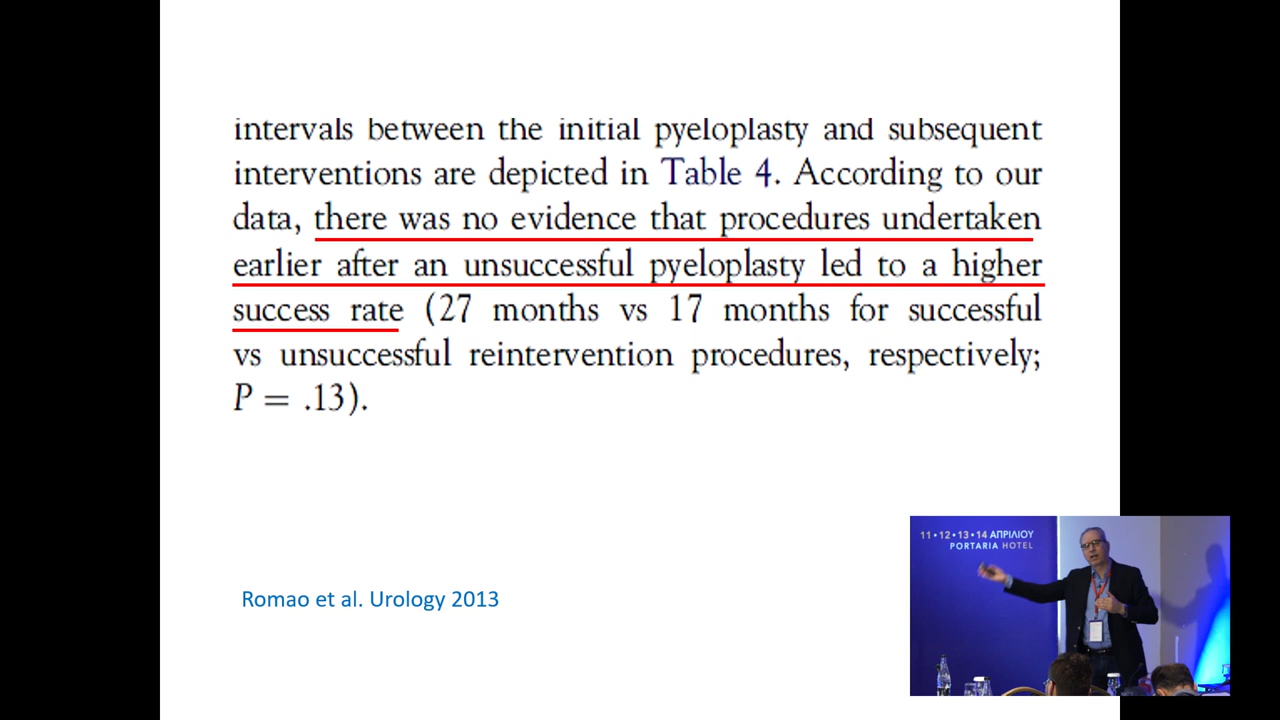 intervals between the initial pyeloplasty and subsequent
interventions are depicted in Table 4. According to our
data, there was no evidence that procedures undertaken
earlier after an unsuccessful pyeloplasty led to a higher
success rate (27 months vs 17 months for successful
vs unsuccessful reintervention procedures, respectively;
P = .13).
Romao et al. Urology 2013
11•12•13•14 ΑΠΡΙΛΙΟΥ
PORTARIA HOTEL